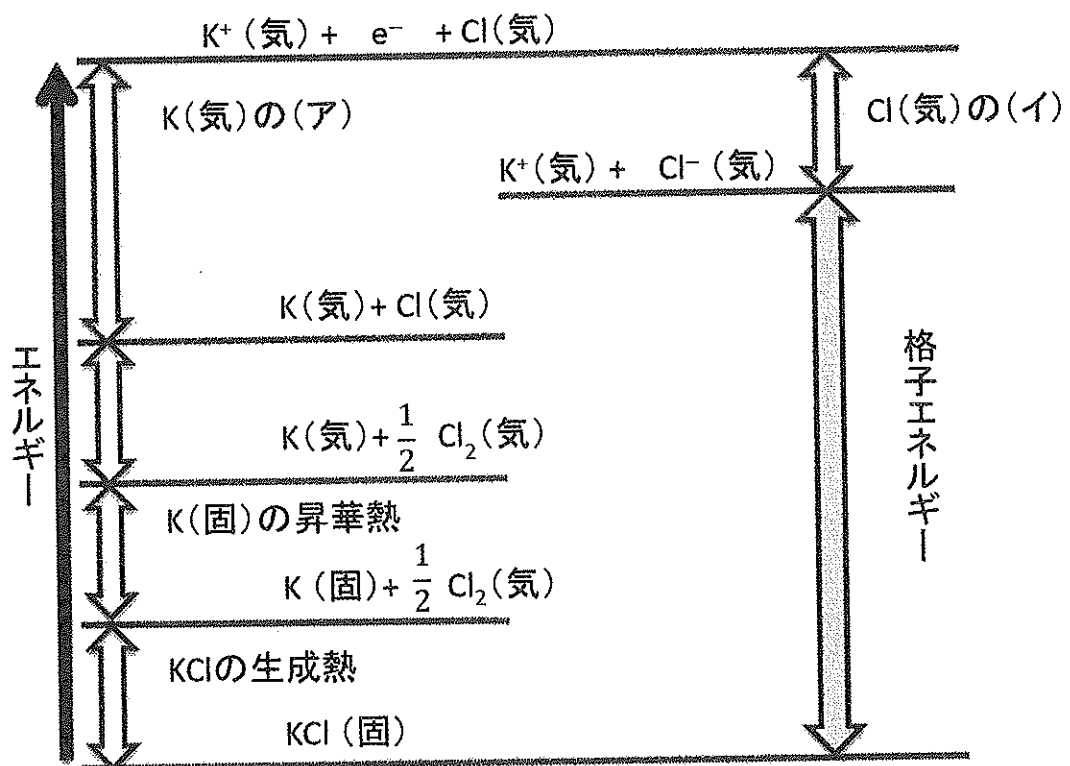 K⁺(気)+ e⁻ +Cl(気)
K(気)の(ア)
Cl(気)の(イ)
K⁺(気)+ Cl⁻(気)
K(気)+Cl(気)
エネルギー
格子エネルギー
K(気)+ 1/2 Cl₂(気)
K(固)の昇華熱
K(固)+ 1/2 Cl₂(気)
KClの生成熱
KCl(固)